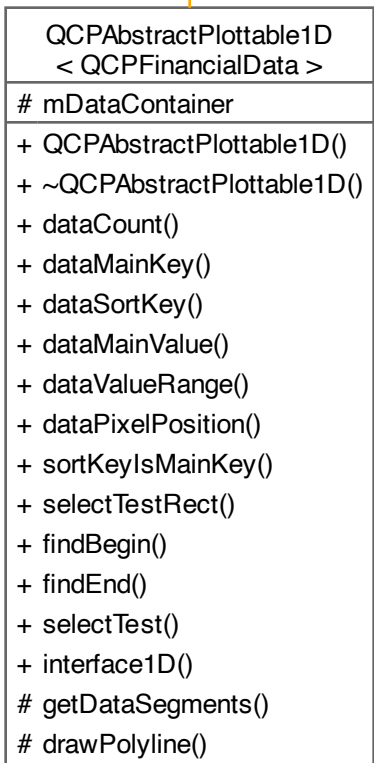 QCPAbstractPlottable1D
< QCPFinancialData >
# mDataContainer
+ QCPAbstractPlottable1D()
+ ~QCPAbstractPlottable1D()
+ dataCount()
+ dataMainKey()
+ dataSortKey()
+ dataMainValue()
+ dataValueRange()
+ dataPixelPosition()
+ sortKeyIsMainKey()
+ selectTestRect()
+ findBegin()
+ findEnd()
+ selectTest()
+ interface1D()
# getDataSegments()
# drawPolyline()